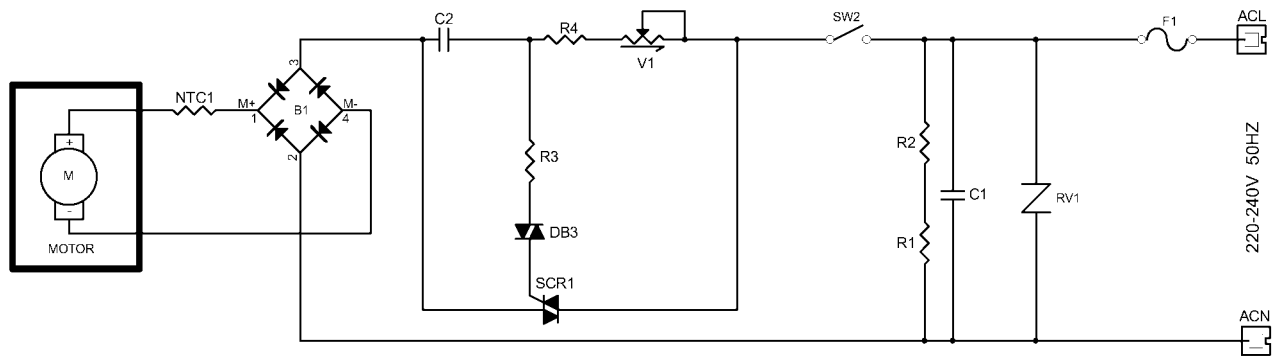 C2
R4
V1
SW2
F1
ACL
NTC1
M+
1
3
B1
M-
4
2
+
M
-
MOTOR
R3
DB3
SCR1
R2
R1
C1
RV1
220-240V 50HZ
ACN